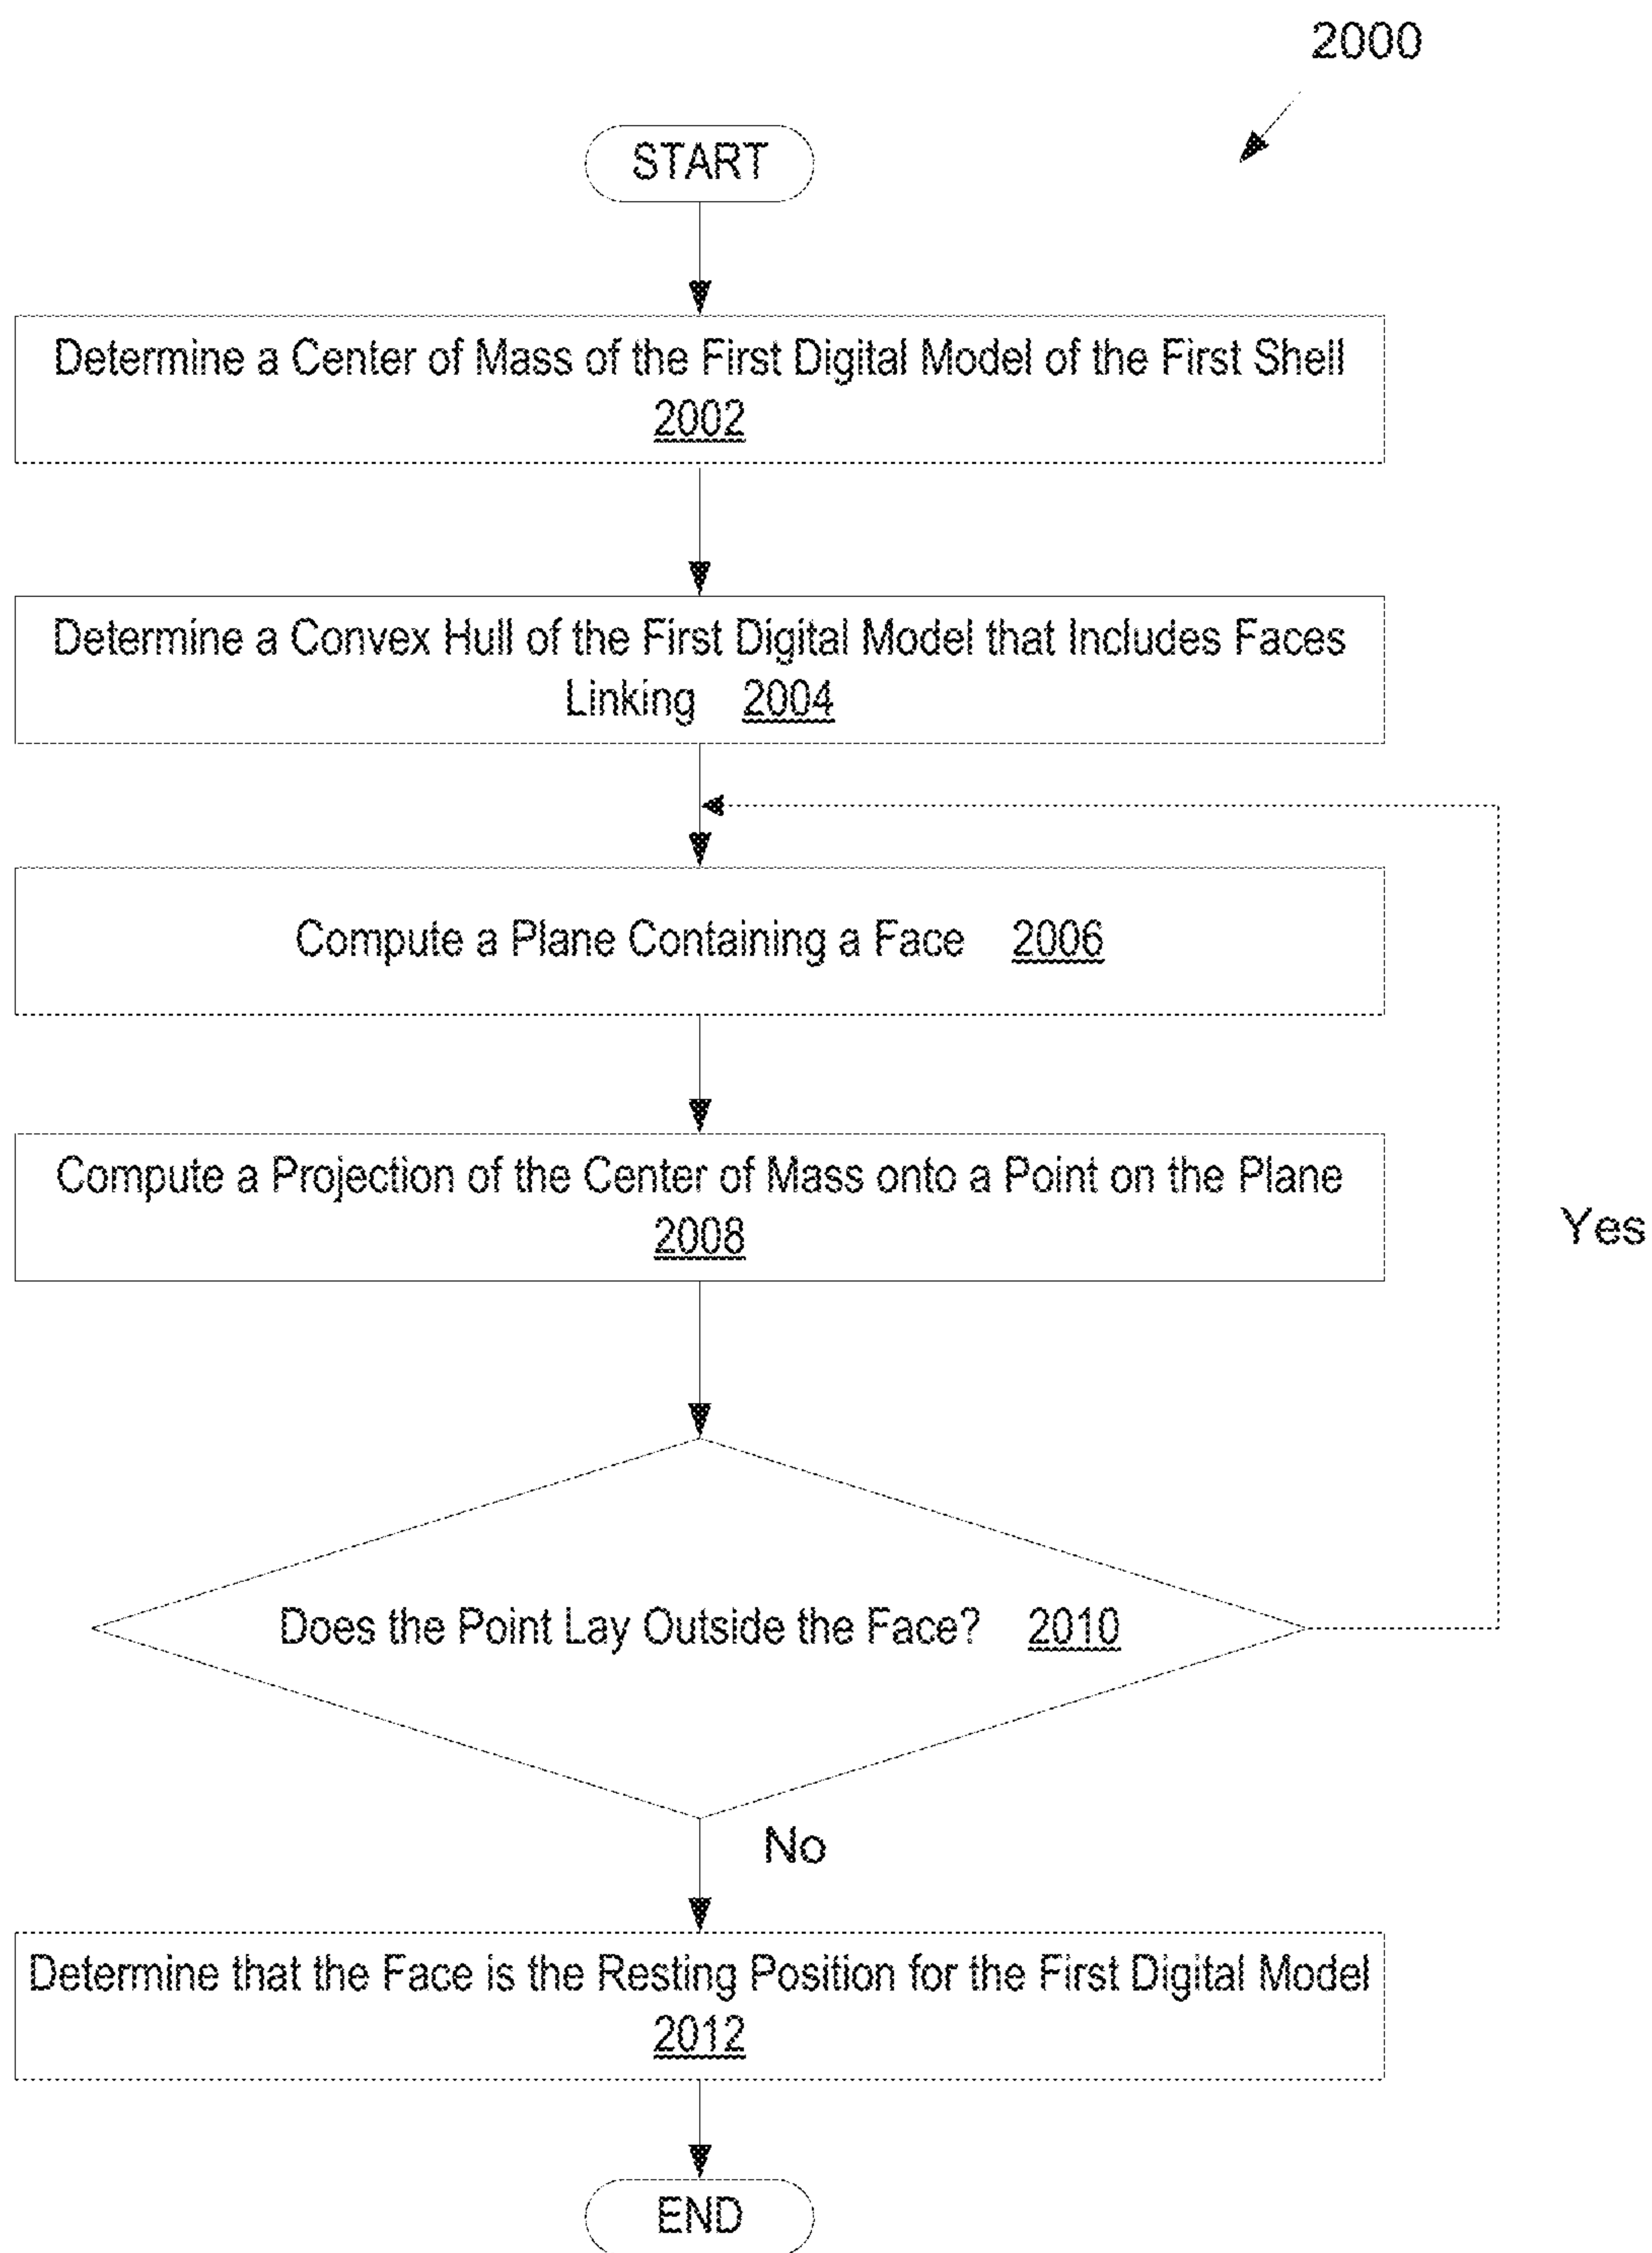 2000
START
Determine a Center of Mass of the First Digital Model of the First Shell
2002
Determine a Convex Hull of the First Digital Model that Includes Faces
Linking 2004
Compute a Plane Containing a Face 2006
Compute a Projection of the Center of Mass onto a Point on the Plane
2008
Yes
Does the Point Lay Outside the Face? 2010
No
Determine that the Face is the Resting Position for the First Digital Model
2012
END